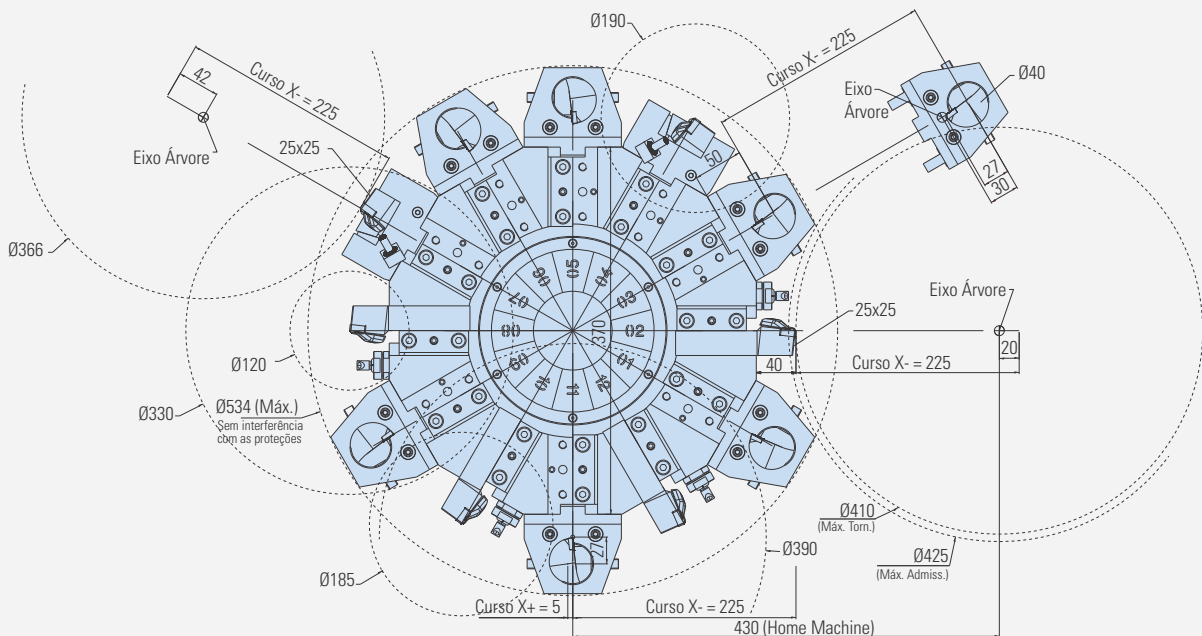 Ø190
Curso X- = 225
42
Eixo Árvore
25x25
Curso X- = 225
Eixo
Árvore
Ø40
27
30
50
Ø366
05
04
03
02
01
12
11
10
09
08
07
06
370
Eixo Árvore
25x25
20
40
Curso X- = 225
Ø120
Ø330
Ø534 (Máx.)
Sem interferência
com as proteções
Ø410
(Máx. Torn.)
Ø425
(Máx. Admiss.)
27
Ø390
Ø185
Curso X+ = 5
Curso X- = 225
430 (Home Machine)